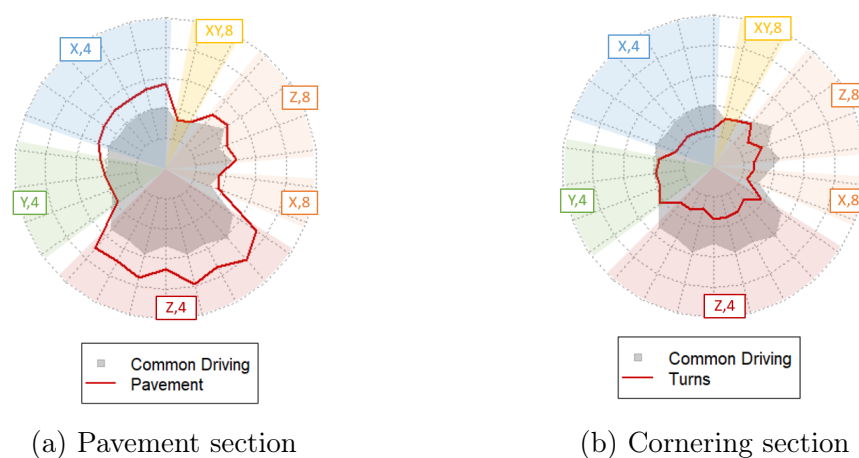 X,4
XY,8
Z,8
X,8
Y,4
Z,4
Common Driving
Pavement
(a) Pavement section
X,4
XY,8
Z,8
X,8
Y,4
Z,4
Common Driving
Turns
(b) Cornering section